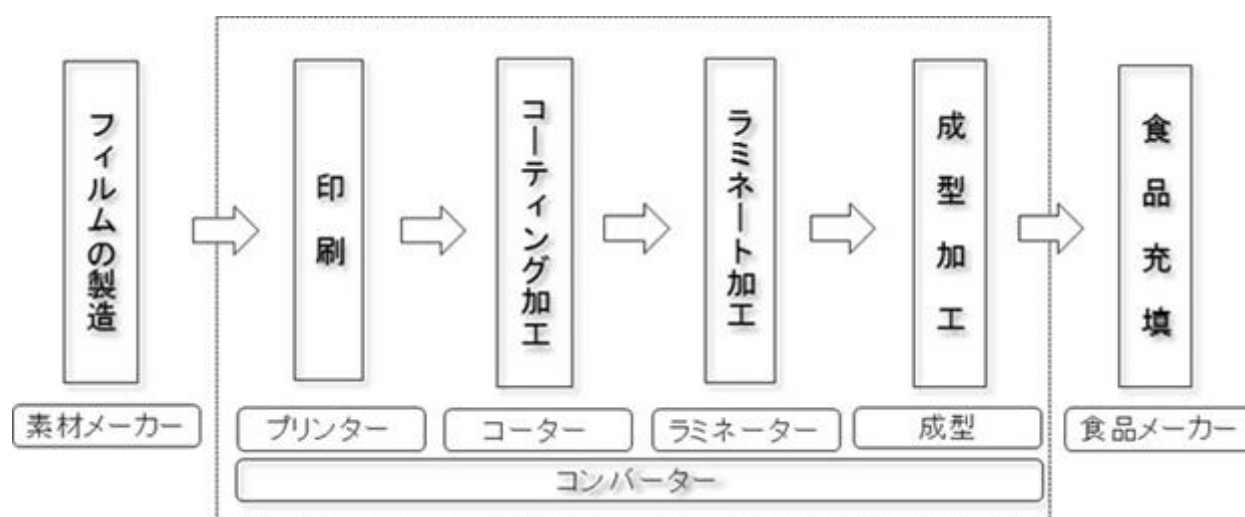 フィルムの製造
印刷
コーティング加工
ラミネート加工
成型加工
食品充填
素材メーカー
プリンター
コーター
ラミネーター
成型
食品メーカー
コンバーター